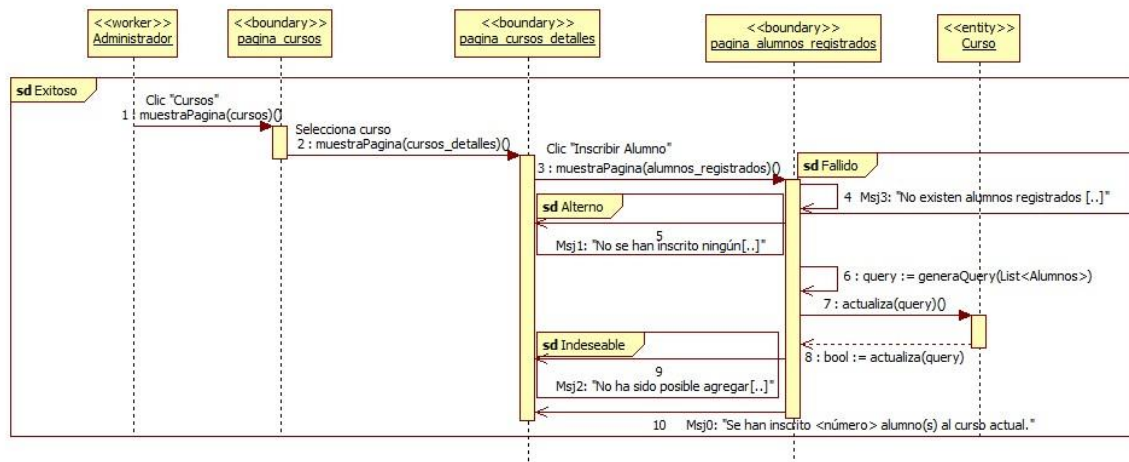 <<worker>>
Administrador
<<boundary>>
pagina_cursos
<<boundary>>
pagina_cursos_detalles
<<boundary>>
pagina_alumnos_registrados
<<entity>>
Curso
sd Exitoso
Clic "Cursos"
1 : muestraPagina(cursos)()
Selecciona curso
2 : muestraPagina(cursos_detalles)()
Clic "Inscribir Alumno"
3 : muestraPagina(alumnos_registrados)()
sd Fallido
4 Msj3: "No existen alumnos registrados [..]"
sd Alterno
5
Msj1: "No se han inscrito ningún[..]"
6 : query := generaQuery(List<Alumnos>)
7 : actualiza(query)()
8 : bool := actualiza(query)
sd Indeseable
9
Msj2: "No ha sido posible agregar[..]"
10 Msj0: "Se han inscrito <número> alumno(s) al curso actual."